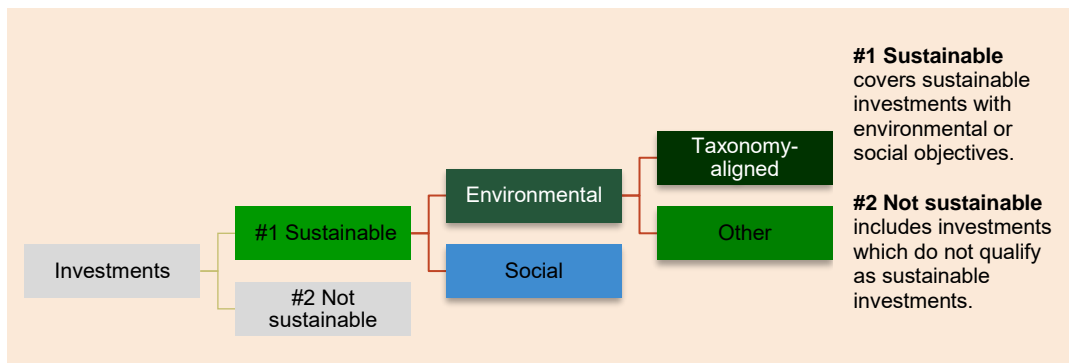 Investments
#1 Sustainable
#2 Not
sustainable
Environmental
Social
Taxonomy-
aligned
Other
#1 Sustainable
covers sustainable
investments with
environmental or
social objectives.
#2 Not sustainable
includes investments
which do not qualify
as sustainable
investments.